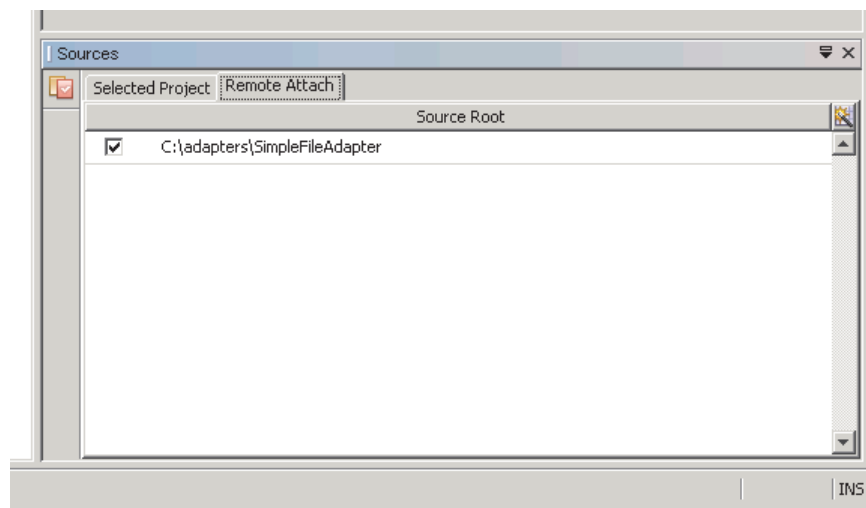 Sources
Selected Project Remote Attach
Source Root
C:\adapters\SimpleFileAdapter
INS